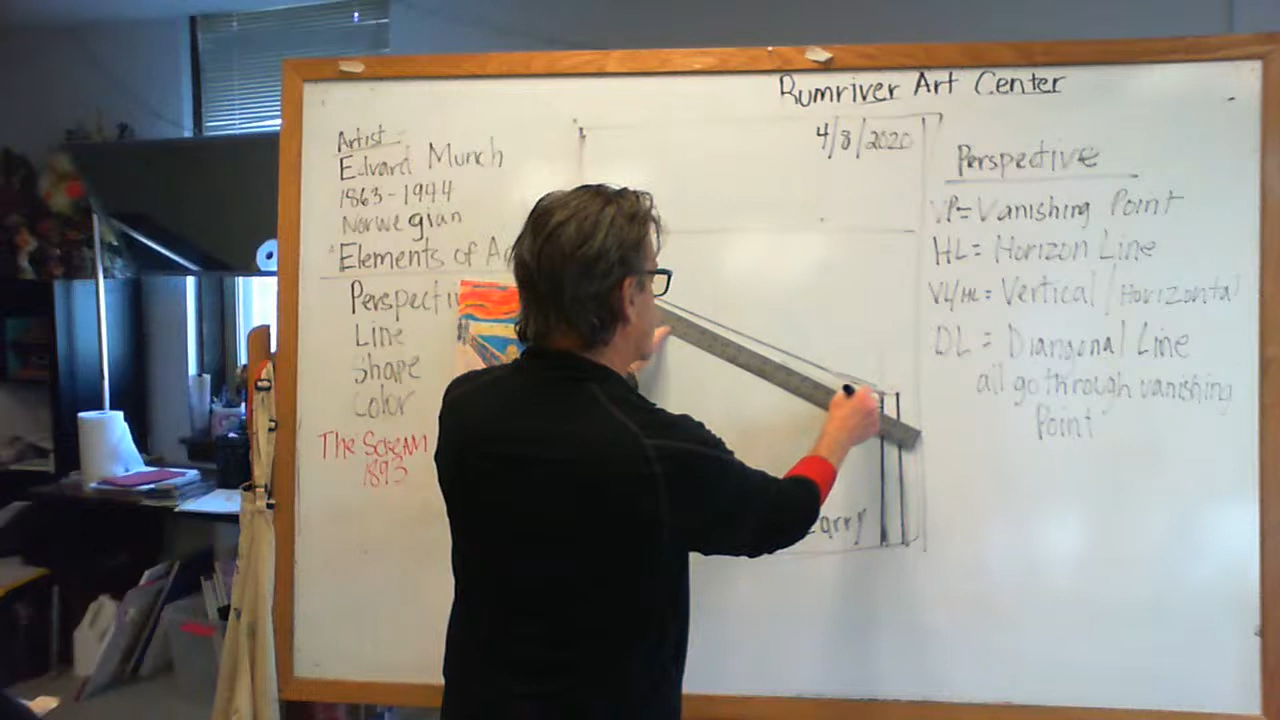 Rumriver Art Center
4/8/2020
Artist
Edvard Munch
1863-1944
Norwegian
Elements of
Line
Shape
Color
The Scream
1893
Perspective
VP= Vanishing Point
HL= Horizon Line
VL/HL= Vertical/Horizontal
DL= Diangonal Line
all go through vanishing
Point